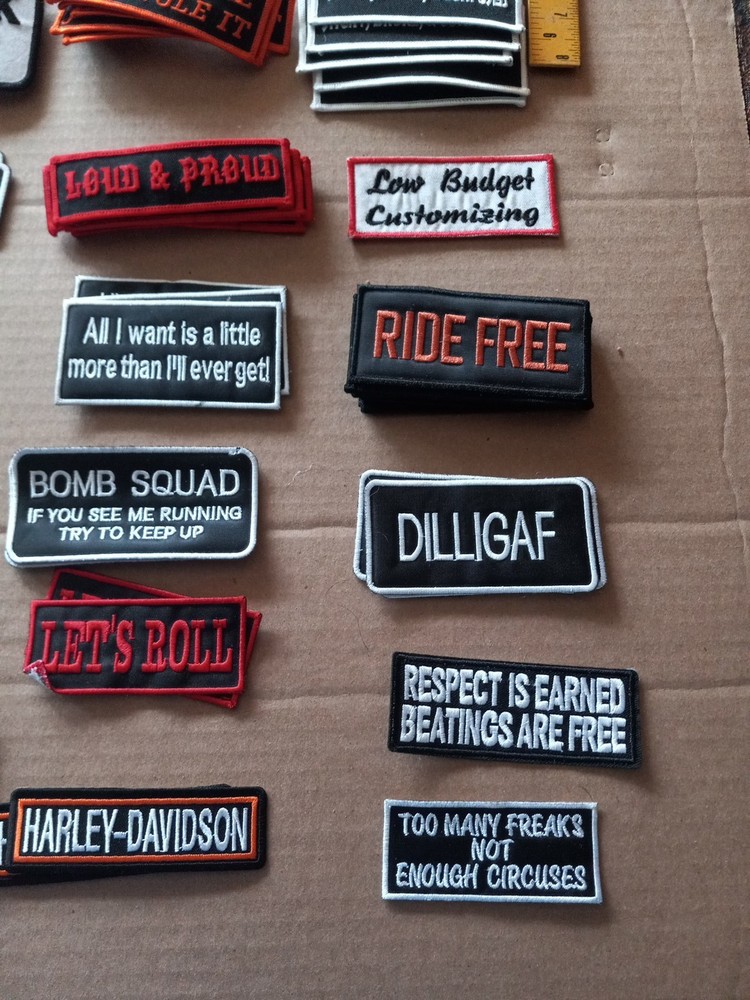 ULE IT
LOUD & PROUD
Low Budget
Customizing
All I want is a little
more than I'll ever get!
RIDE FREE
BOMB SQUAD
IF YOU SEE ME RUNNING
TRY TO KEEP UP
DILLIGAF
LET'S ROLL
RESPECT IS EARNED
BEATINGS ARE FREE
HARLEY-DAVIDSON
TOO MANY FREAKS
NOT
ENOUGH CIRCUSES